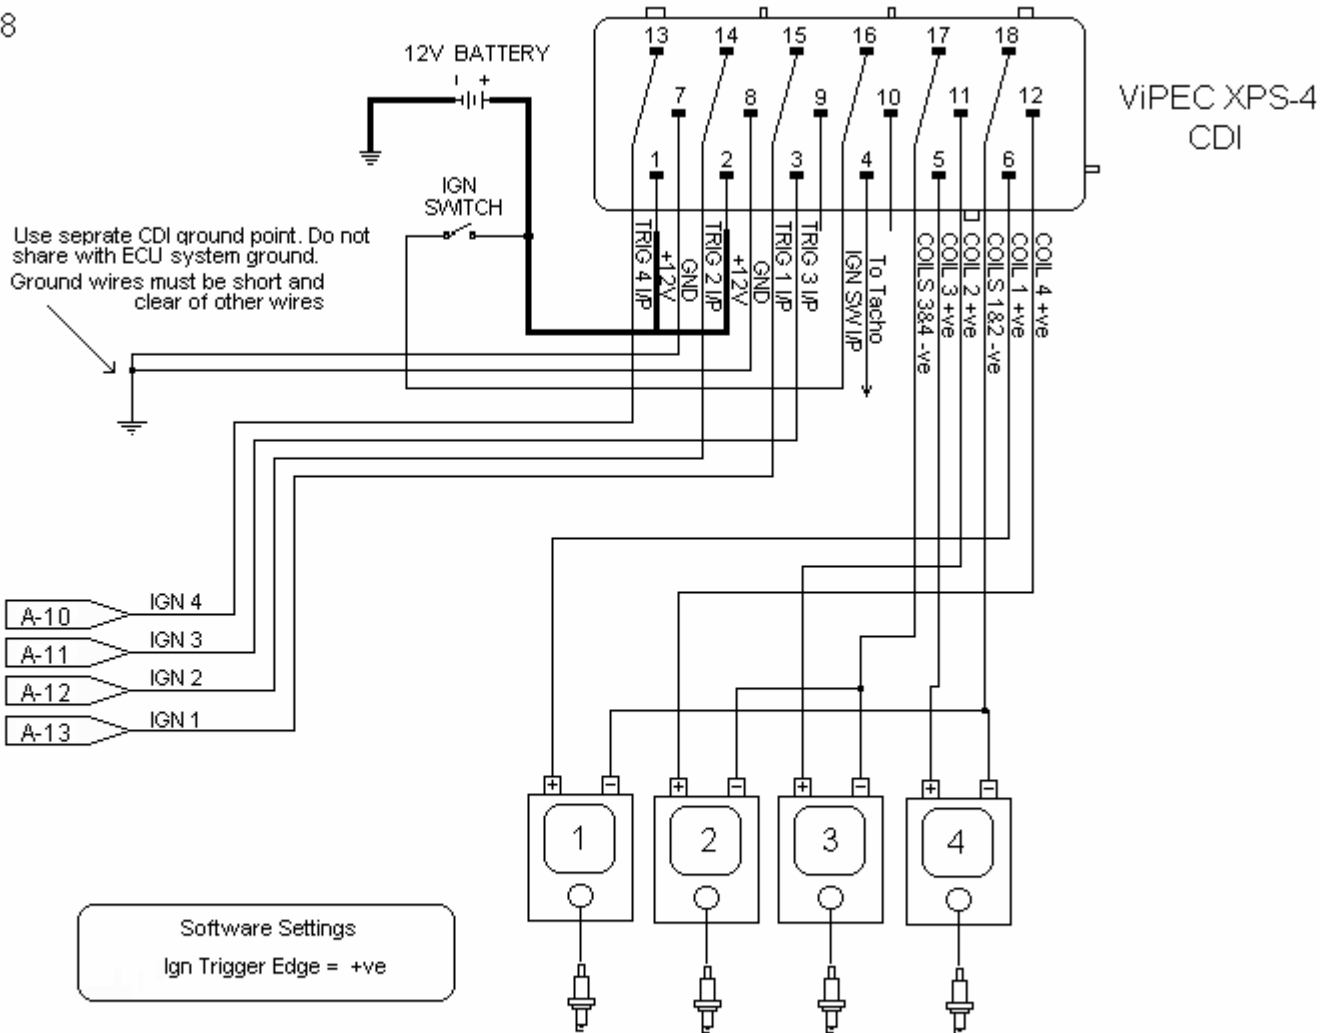 8
12V BATTERY
- +
13 14 15 16 17 18
7 8 9 10 11 12
1 2 3 4 5 6
ViPEC XPS-4
CDI
IGN
SWITCH
Use seprate CDI ground point. Do not
share with ECU system ground.
Ground wires must be short and
clear of other wires
TRIG 4 I/P
+12V
GND
TRIG 2 I/P
+12V
GND
TRIG 1 I/P
TRIG 3 I/P
IGN SW I/P
To Tacho
COILS 3&4 -ve
COIL 3 +ve
COIL 2 +ve
COILS 1&2 -ve
COIL 1 +ve
COIL 4 +ve
A-10 IGN 4
A-11 IGN 3
A-12 IGN 2
A-13 IGN 1
+ - + - + - + -
1 2 3 4
Software Settings
Ign Trigger Edge = +ve